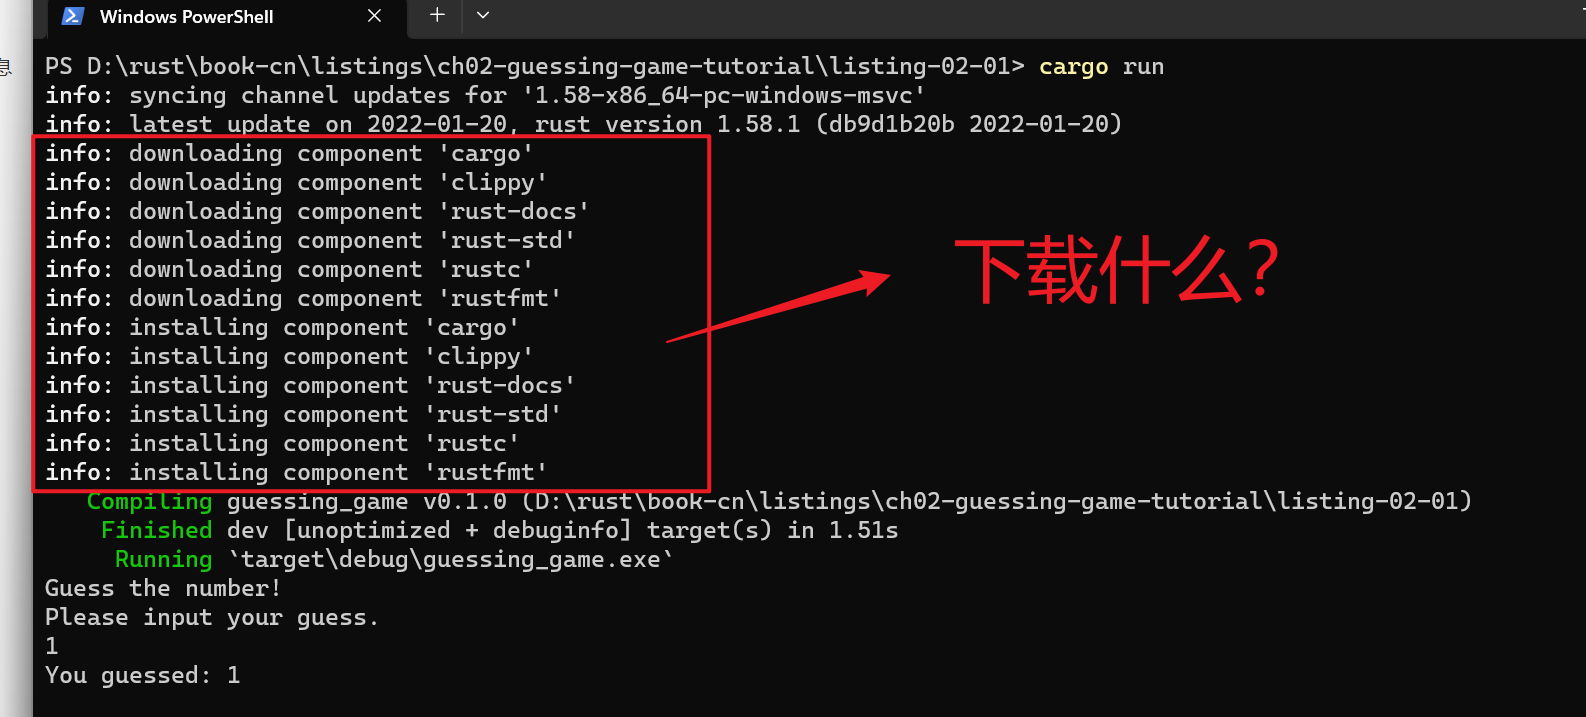 Windows PowerShell
息
PS D:\rust\book-cn\listings\ch02-guessing-game-tutorial\listing-02-01> cargo run
info: syncing channel updates for '1.58-x86_64-pc-windows-msvc'
info: latest update on 2022-01-20, rust version 1.58.1 (db9d1b20b 2022-01-20)
info: downloading component 'cargo'
info: downloading component 'clippy'
info: downloading component 'rust-docs'
info: downloading component 'rust-std'
info: downloading component 'rustc'
info: downloading component 'rustfmt'
info: installing component 'cargo'
info: installing component 'clippy'
info: installing component 'rust-docs'
info: installing component 'rust-std'
info: installing component 'rustc'
info: installing component 'rustfmt'
下载什么?
Compiling guessing_game v0.1.0 (D:\rust\book-cn\listings\ch02-guessing-game-tutorial\listing-02-01)
Finished dev [unoptimized + debuginfo] target(s) in 1.51s
Running `target\debug\guessing_game.exe`
Guess the number!
Please input your guess.
1
You guessed: 1